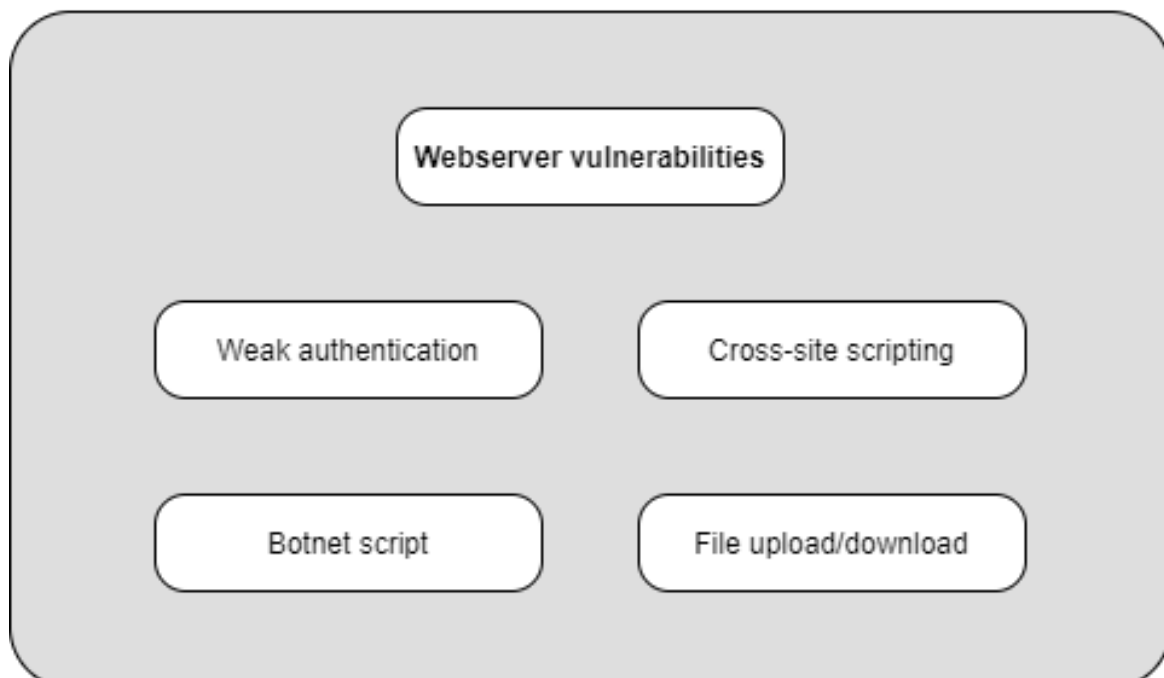 Webserver vulnerabilities
Weak authentication
Cross-site scripting
Botnet script
File upload/download